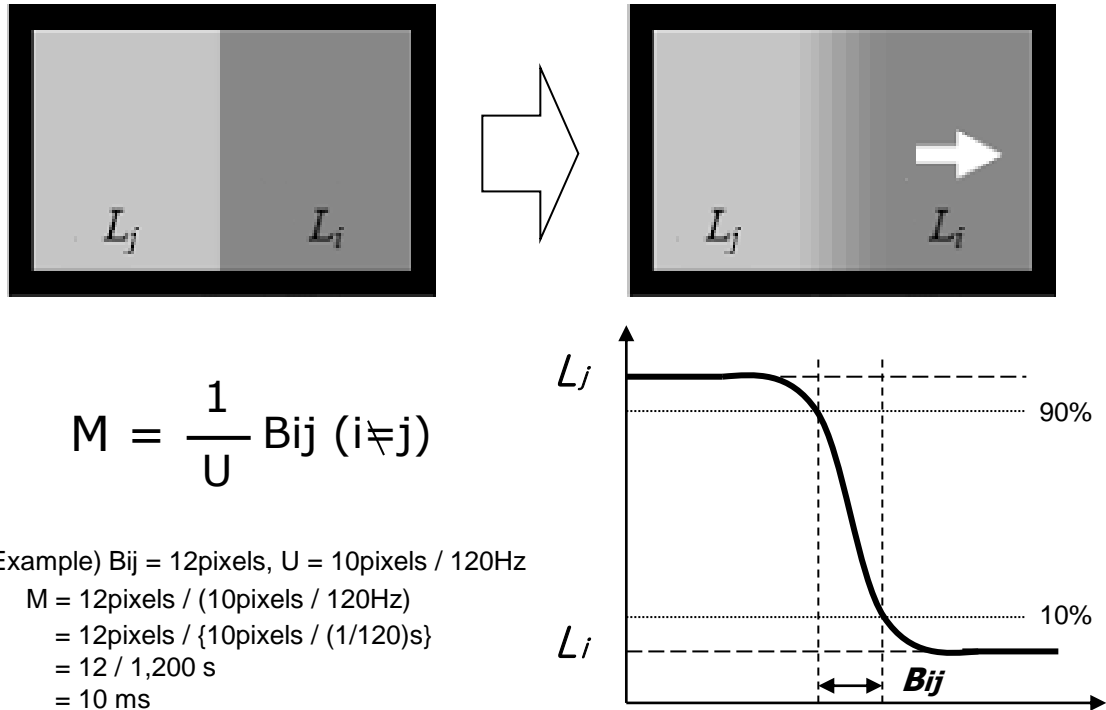 Lj Li
Lj Li
M = 1/U Bij (i≠j)
Example) Bij = 12pixels, U = 10pixels / 120Hz
M = 12pixels / (10pixels / 120Hz)
= 12pixels / {10pixels / (1/120)s}
= 12 / 1,200 s
= 10 ms
Lj
90%
10%
Li
Bij